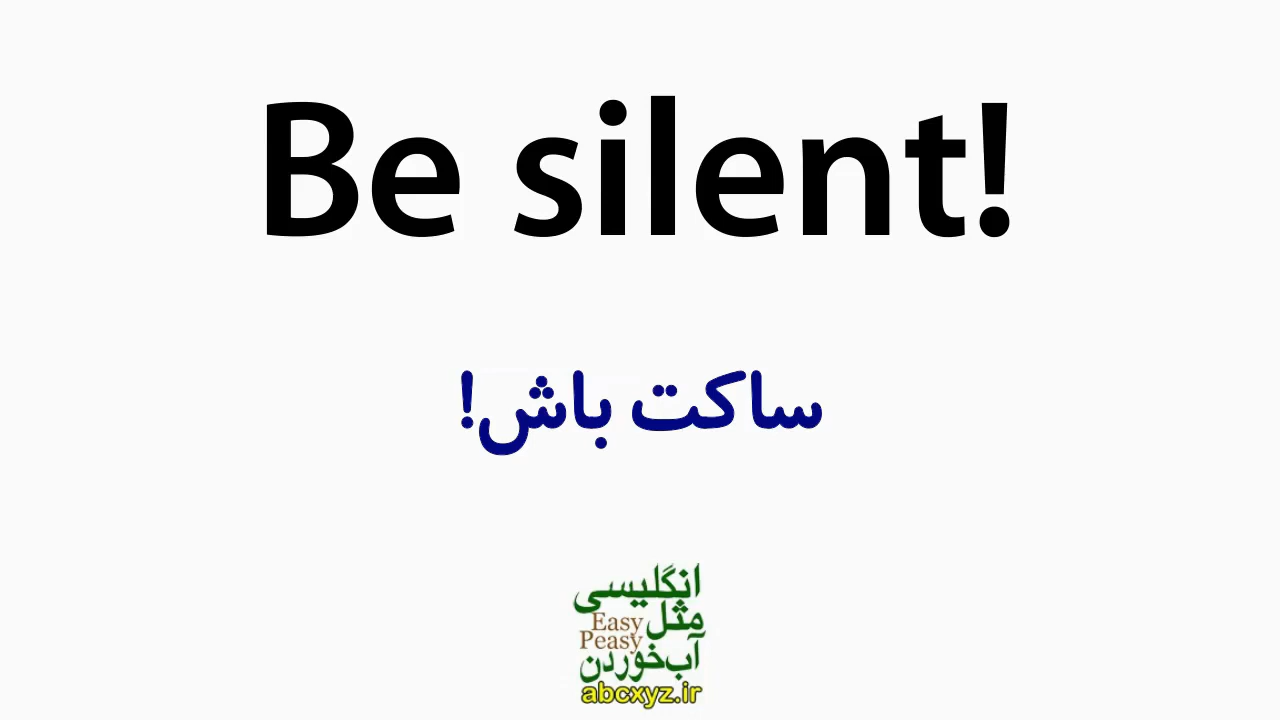 Be silent!
ساکت باش!
انگلیسی
مثل Easy
Peasy
آب‌خوردن
abcxyz.ir